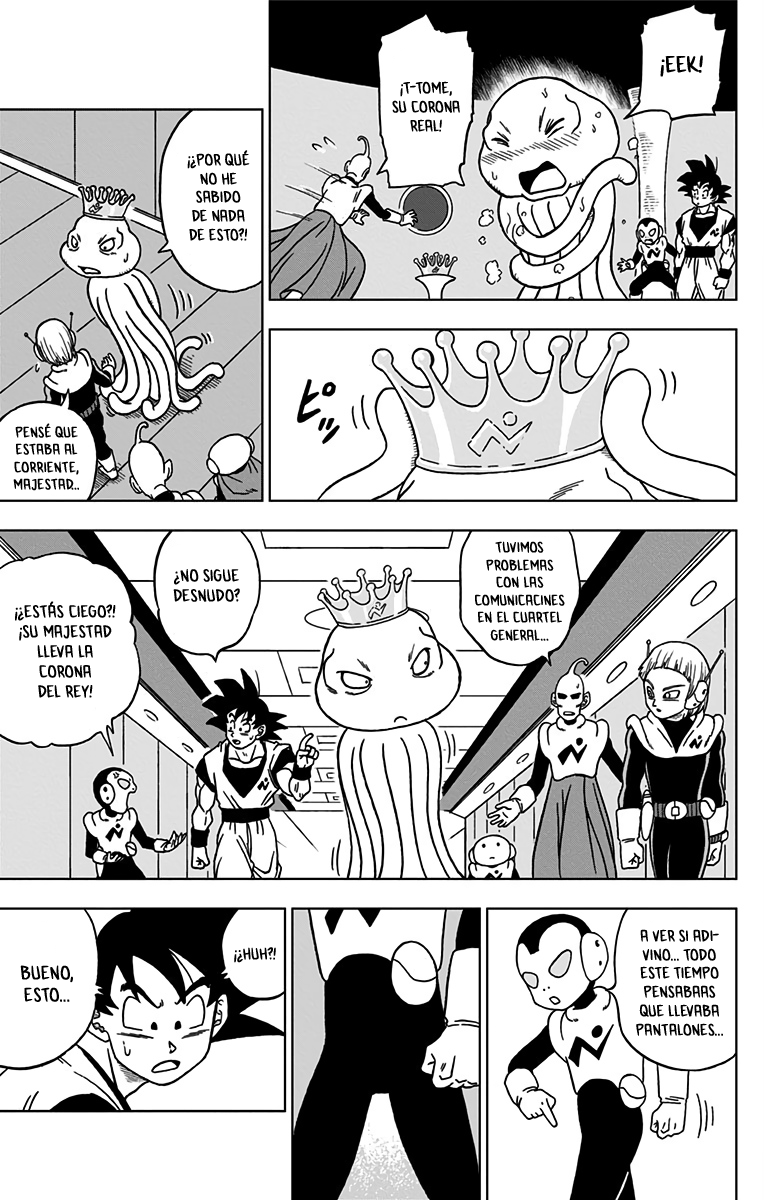 ¡EEK!
¡T-TOME,
SU CORONA
REAL!
ピッ
¡¿POR QUÉ
NO HE
SABIDO
DE NADA
DE ESTO?!
PENSÉ QUE
ESTABA AL
CORRIENTE,
MAJESTAD...
TUVIMOS
PROBLEMAS
CON LAS
COMUNICACINES
EN EL CUARTEL
GENERAL...
¿NO SIGUE
DESNUDO?
¡¿ESTÁS CIEGO?!
¡SU MAJESTAD
LLEVA LA
CORONA
DEL REY!
A VER SI ADI-
VINO... TODO
ESTE TIEMPO
PENSABAAS
QUE LLEVABA
PANTALONES...
¡¿HUH?!
BUENO,
ESTO...